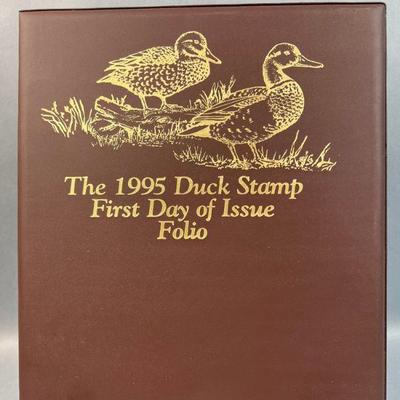 The 1995 Duck Stamp
First Day of Issue
Folio